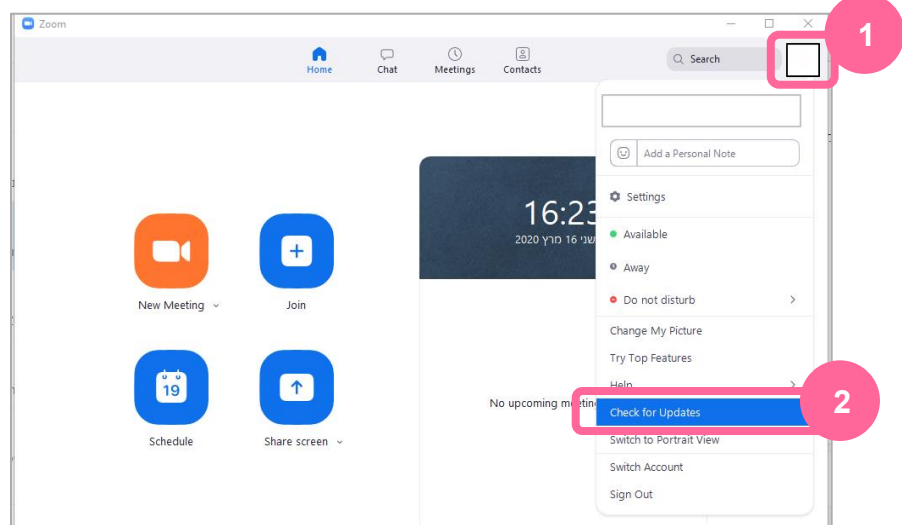 Zoom
1
Home
Chat
Meetings
Contacts
Search
Add a Personal Note
Settings
16:23
שני 16 מרץ 2020
Available
Away
Do not disturb
New Meeting
Join
Change My Picture
Try Top Features
Help
19
No upcoming meetin
Check for Updates
2
Schedule
Share screen
Switch to Portrait View
Switch Account
Sign Out